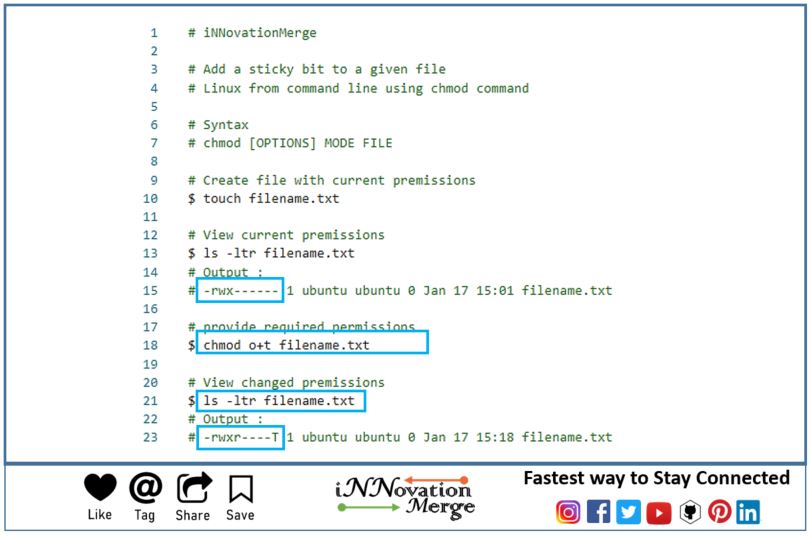 1 # iNNovationMerge
2
3 # Add a sticky bit to a given file
4 # Linux from command line using chmod command
5
6 # Syntax
7 # chmod [OPTIONS] MODE FILE
8
9 # Create file with current premissions
10 $ touch filename.txt
11
12 # View current premissions
13 $ ls -ltr filename.txt
14 # Output :
15 # -rwx------ 1 ubuntu ubuntu 0 Jan 17 15:01 filename.txt
16
17 # provide required permissions
18 $ chmod o+t filename.txt
19
20 # View changed premissions
21 $ ls -ltr filename.txt
22 # Output :
23 # -rwxr----T 1 ubuntu ubuntu 0 Jan 17 15:18 filename.txt
Like
Tag
Share
Save
iNNovation
Merge
Fastest way to Stay Connected